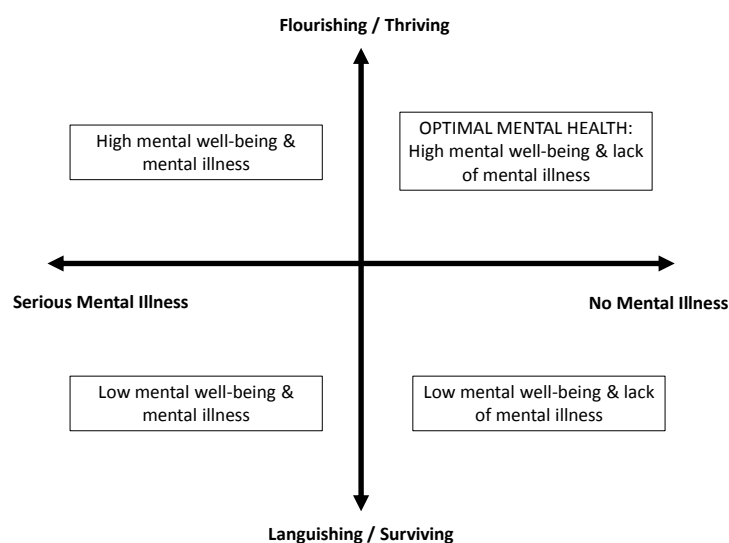 Flourishing / Thriving
High mental well-being &
mental illness
OPTIMAL MENTAL HEALTH:
High mental well-being & lack
of mental illness
Serious Mental Illness
No Mental Illness
Low mental well-being &
mental illness
Low mental well-being & lack
of mental illness
Languishing / Surviving